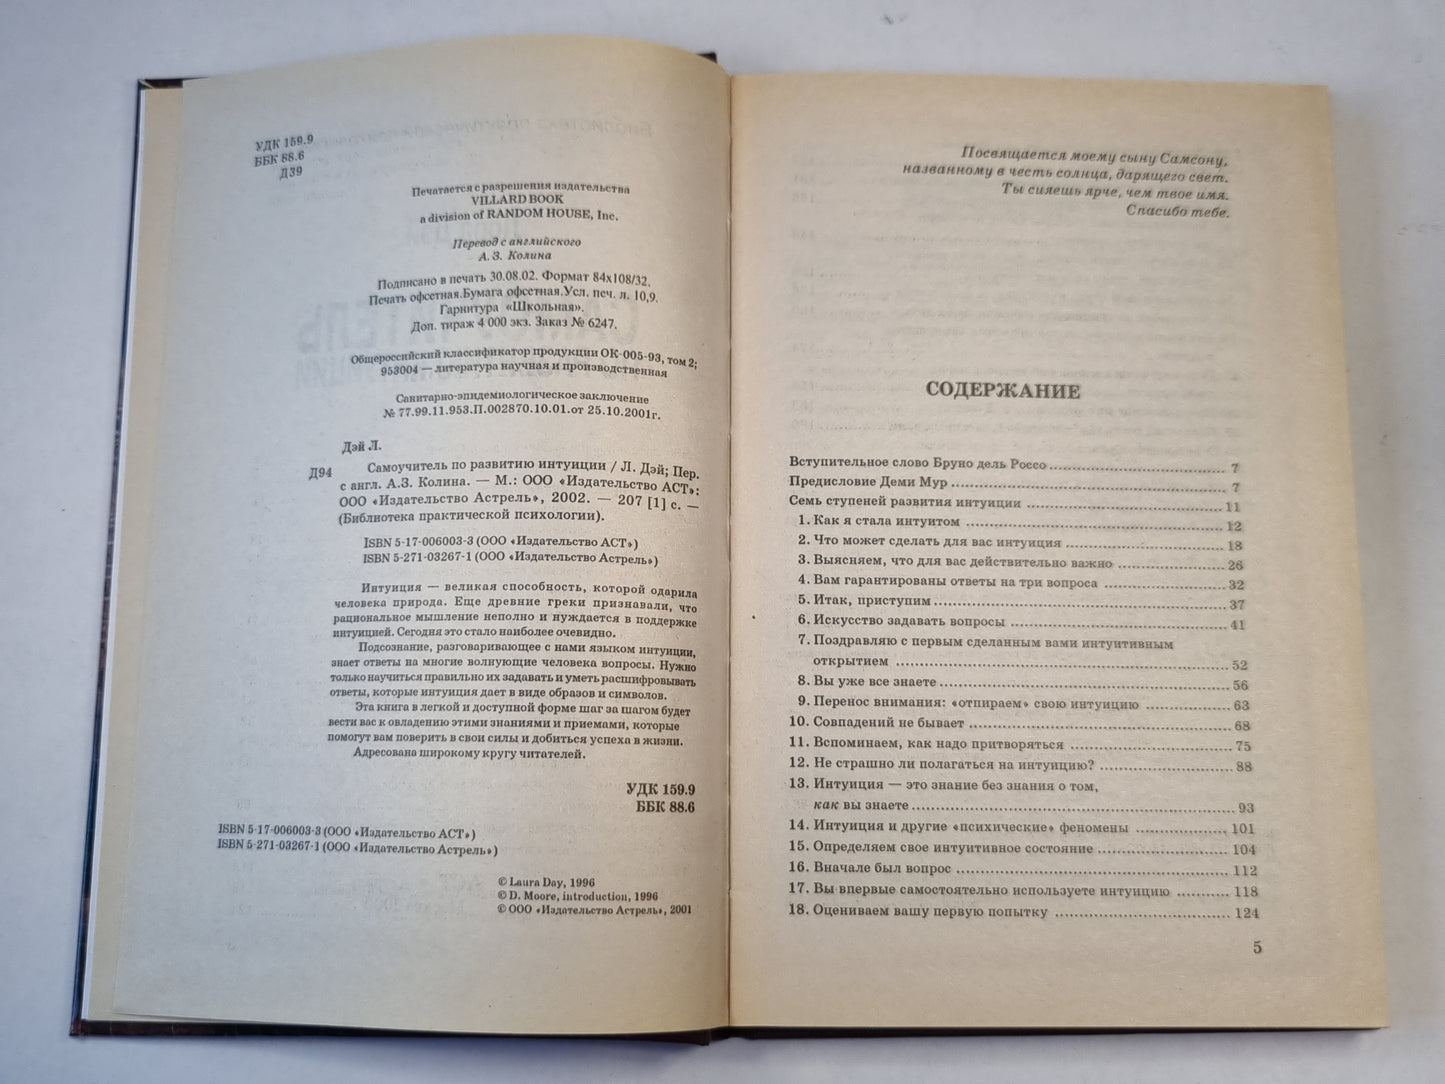 УДК 159.9
ББК 88.6
Д39
Печатается с разрешения издательства
VILLARD BOOK
a division of RANDOM HOUSE, Inc.
Перевод с английского
А. З. Колина
Подписано в печать 30.08.02. Формат 84х108/32.
Печать офсетная.Бумага офсетная.Усл. печ. л. 10,9.
Гарнитура «Школьная».
Доп. тираж 4 000 экз. Заказ № 6247.
Общероссийский классификатор продукции ОК-005-93, том 2;
953004 — литература научная и производственная
Санитарно-эпидемиологическое заключение
№ 77.99.11.953.П.002870.10.01.от 25.10.2001г.
Дэй Л.
Д94 Самоучитель по развитию интуиции / Л. Дэй; Пер.
с англ. А.З. Колина. — М.: ООО «Издательство АСТ»:
ООО «Издательство Астрель», 2002. — 207 [1] с. —
(Библиотека практической психологии).
ISBN 5-17-006003-3 (ООО «Издательство АСТ»)
ISBN 5-271-03267-1 (ООО «Издательство Астрель»)
Интуиция — великая способность, которой одарила
человека природа. Еще древние греки признавали, что
рациональное мышление неполно и нуждается в поддержке
интуицией. Сегодня это стало наиболее очевидно.
Подсознание, разговаривающее с нами языком интуиции,
знает ответы на многие волнующие человека вопросы. Нужно
только научиться правильно их задавать и уметь расшифровывать
ответы, которые интуиция дает в виде образов и символов.
Эта книга в легкой и доступной форме шаг за шагом будет
вести вас к овладению этими знаниями и приемами, которые
помогут вам поверить в свои силы и добиться успеха в жизни.
Адресована широкому кругу читателей.
УДК 159.9
ББК 88.6
ISBN 5-17-006003-3 (ООО «Издательство АСТ»)
ISBN 5-271-03267-1 (ООО «Издательство Астрель»)
© Laura Day, 1996
© D. Moore, introduction, 1996
© ООО «Издательство Астрель», 2001
Посвящается моему сыну Самсону,
названному в честь солнца, дарящего свет.
Ты сияешь ярче, чем твое имя.
Спасибо тебе.
СОДЕРЖАНИЕ
Вступительное слово Бруно дель Россо ........ 7
Предисловие Деми Мур ........ 7
Семь ступеней развития интуиции ........ 11
1. Как я стала интуитом ........ 12
2. Что может сделать для вас интуиция ........ 18
3. Выясняем, что для вас действительно важно ........ 26
4. Вам гарантированы ответы на три вопроса ........ 32
5. Итак, приступим ........ 37
6. Искусство задавать вопросы ........ 41
7. Поздравляю с первым сделанным вами интуитивным
открытием ........ 52
8. Вы уже все знаете ........ 56
9. Перенос внимания: «отпираем» свою интуицию ........ 63
10. Совпадений не бывает ........ 68
11. Вспоминаем, как надо притворяться ........ 75
12. Не страшно ли полагаться на интуицию? ........ 88
13. Интуиция — это знание без знания о том,
как вы знаете ........ 93
14. Интуиция и другие «психические» феномены ........ 101
15. Определяем свое интуитивное состояние ........ 104
16. Вначале был вопрос ........ 112
17. Вы впервые самостоятельно используете интуицию ........ 118
18. Оцениваем вашу первую попытку ........ 124
5